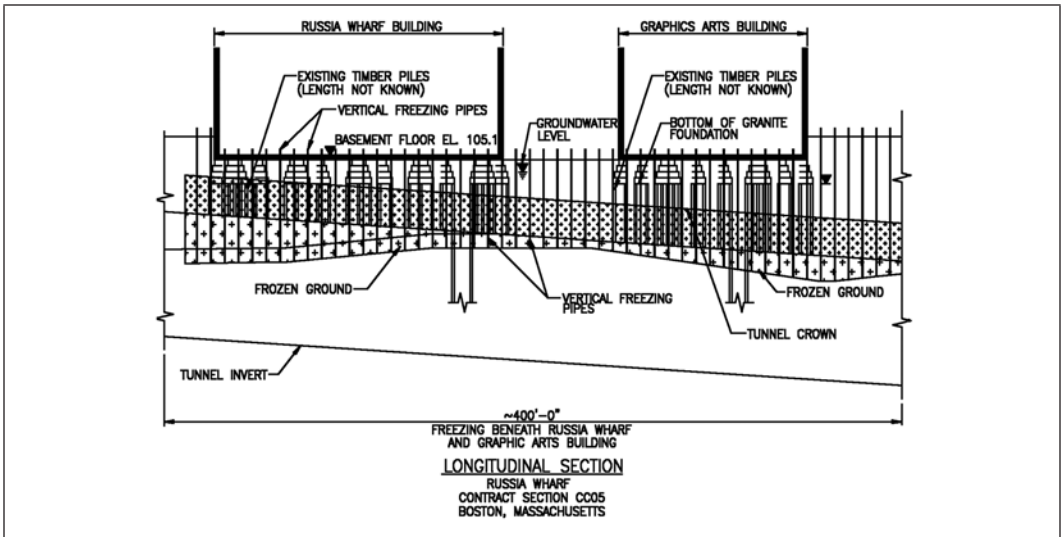 RUSSIA WHARF BUILDING
GRAPHICS ARTS BUILDING
EXISTING TIMBER PILES
(LENGTH NOT KNOWN)
VERTICAL FREEZING PIPES
BASEMENT FLOOR EL. 105.1
GROUNDWATER
LEVEL
EXISTING TIMBER PILES
(LENGTH NOT KNOWN)
BOTTOM OF GRANITE
FOUNDATION
FROZEN GROUND
VERTICAL FREEZING
PIPES
FROZEN GROUND
TUNNEL CROWN
TUNNEL INVERT
~400'-0"
FREEZING BENEATH RUSSIA WHARF
AND GRAPHIC ARTS BUILDING
LONGITUDINAL SECTION
RUSSIA WHARF
CONTRACT SECTION CC05
BOSTON, MASSACHUSETTS